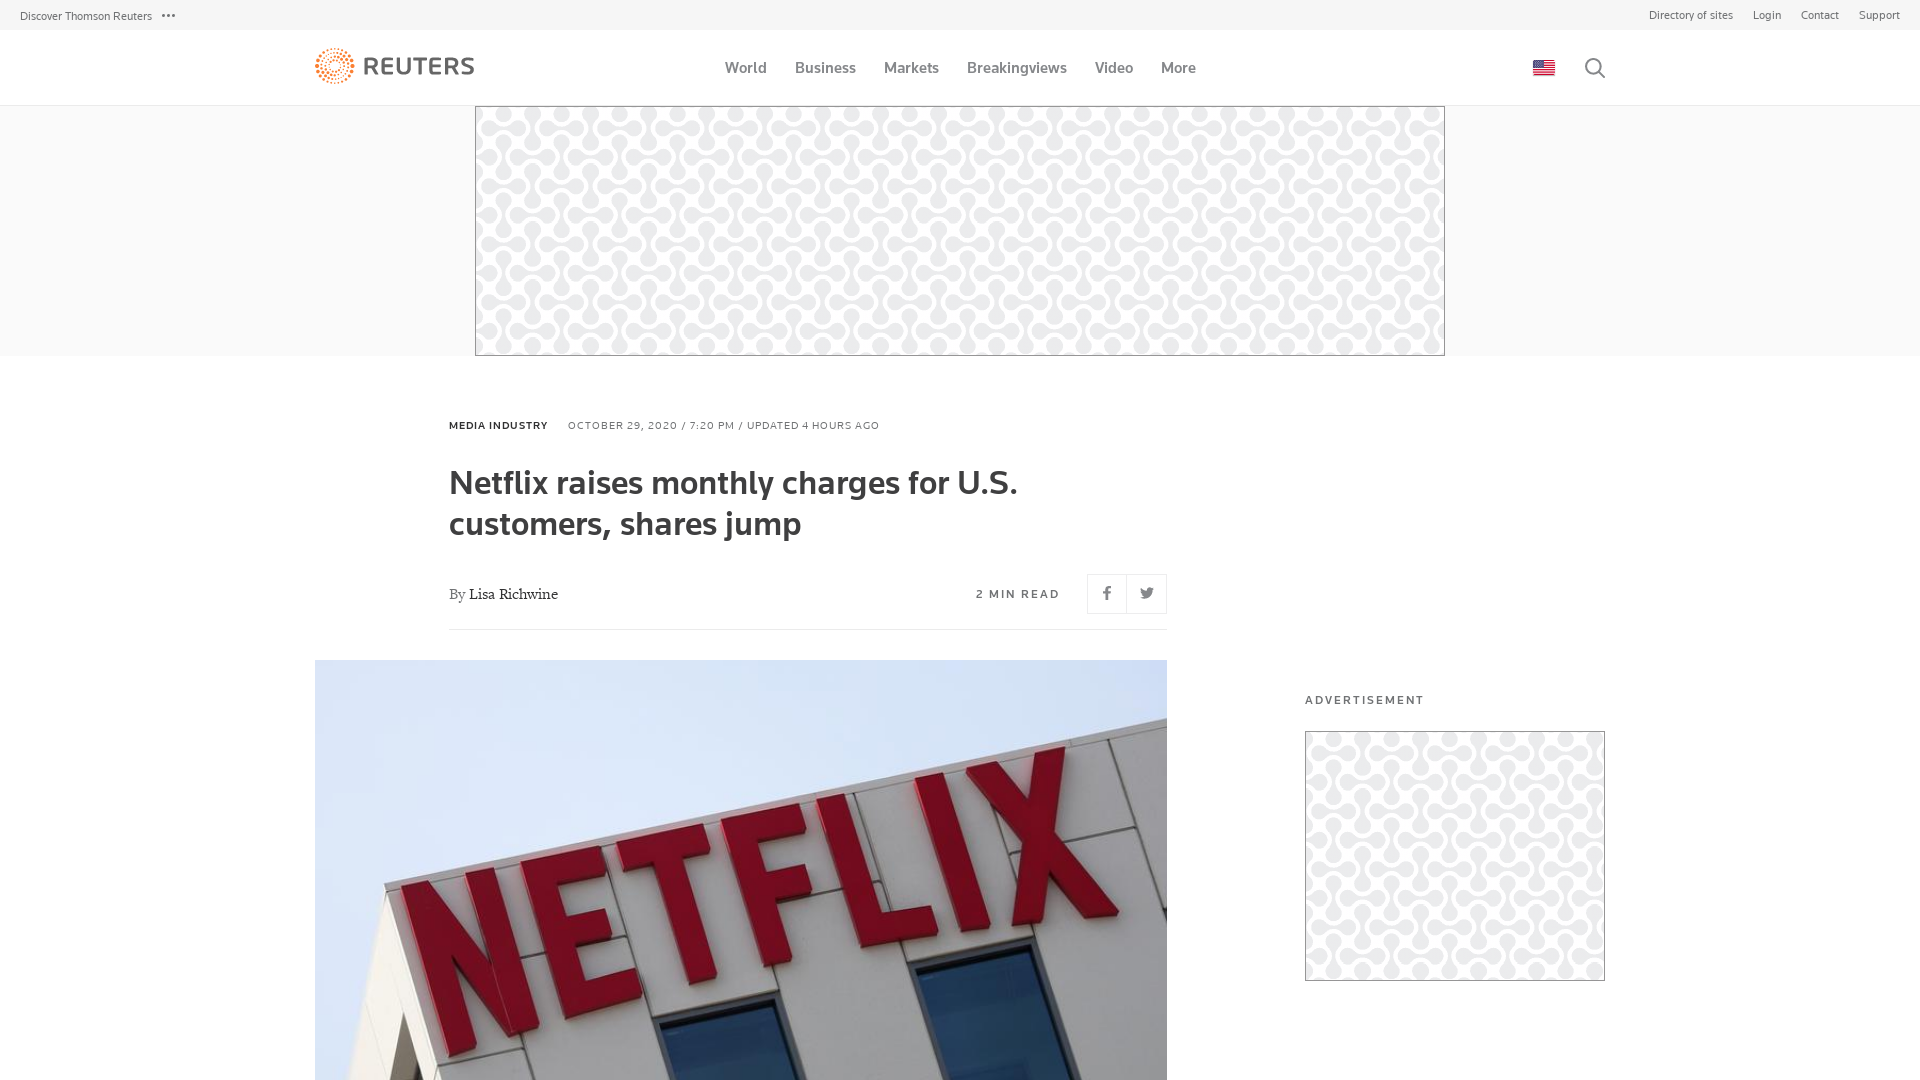 Discover Thomson Reuters
Directory of sites Login Contact Support
REUTERS
World Business Markets Breakingviews Video More
MEDIA INDUSTRY OCTOBER 29, 2020 / 7:20 PM / UPDATED 4 HOURS AGO
Netflix raises monthly charges for U.S.
customers, shares jump
By Lisa Richwine
2 MIN READ
ADVERTISEMENT
NETFLIX